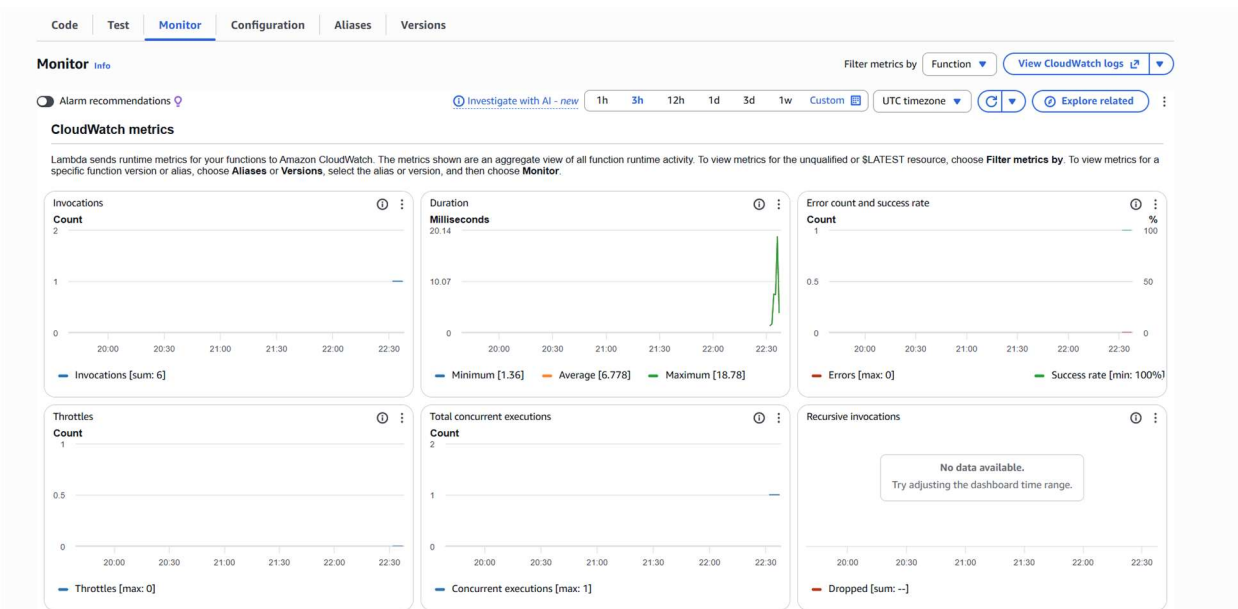 Code Test Monitor Configuration Aliases Versions
Monitor Info
Filter metrics by Function View CloudWatch logs
Alarm recommendations
Investigate with AI - new 1h 3h 12h 1d 3d 1w Custom UTC timezone Explore related
CloudWatch metrics
Lambda sends runtime metrics for your functions to Amazon CloudWatch. The metrics shown are an aggregate view of all function runtime activity. To view metrics for the unqualified or $LATEST resource, choose Filter metrics by. To view metrics for a
specific function version or alias, choose Aliases or Versions, select the alias or version, and then choose Monitor.
Invocations
Count
2
1
0
20:00 20:30 21:00 21:30 22:00 22:30
Invocations [sum: 6]
Duration
Milliseconds
20.14
10.07
0
20:00 20:30 21:00 21:30 22:00 22:30
Minimum [1.36] Average [6.778] Maximum [18.78]
Error count and success rate
Count %
1 100
0.5 50
0 0
20:00 20:30 21:00 21:30 22:00 22:30
Errors [max: 0] Success rate [min: 100%]
Throttles
Count
1
0.5
0
20:00 20:30 21:00 21:30 22:00 22:30
Throttles [max: 0]
Total concurrent executions
Count
2
1
0
20:00 20:30 21:00 21:30 22:00 22:30
Concurrent executions [max: 1]
Recursive invocations
No data available.
Try adjusting the dashboard time range.
20:00 20:30 21:00 21:30 22:00 22:30
Dropped [sum: --]